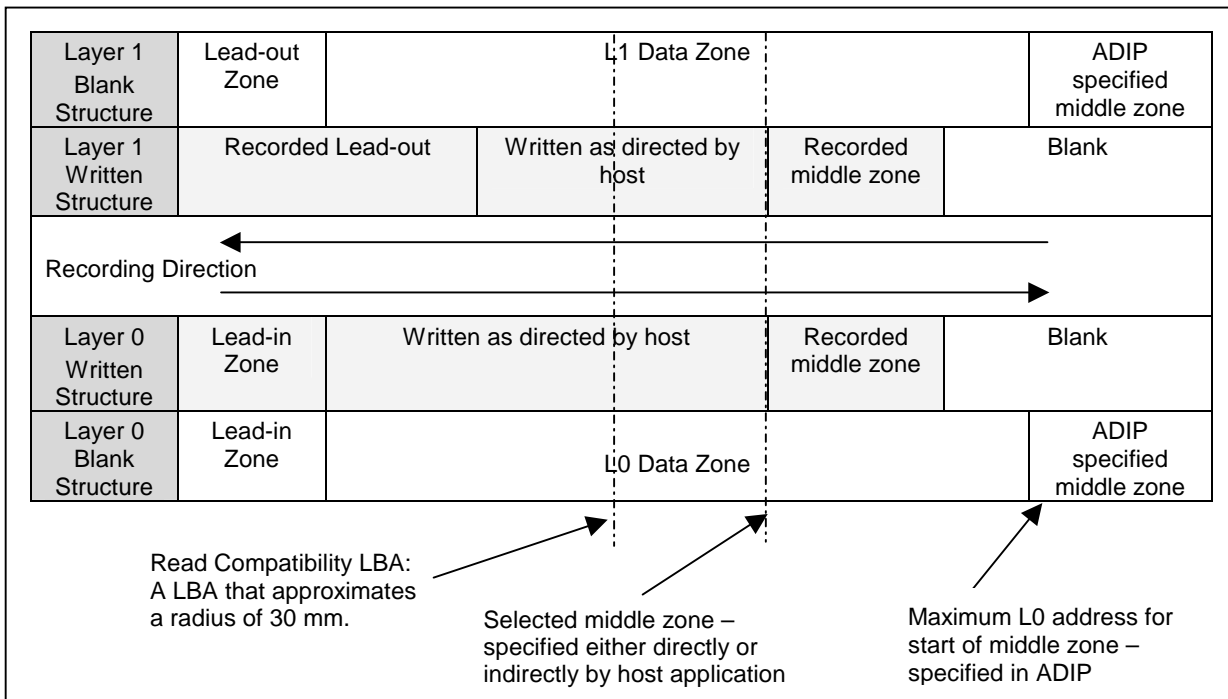 Layer 1
Blank
Structure
Lead-out
Zone
L1 Data Zone
ADIP
specified
middle zone
Layer 1
Written
Structure
Recorded Lead-out
Written as directed by
host
Recorded
middle zone
Blank
Recording Direction
Layer 0
Written
Structure
Lead-in
Zone
Written as directed by host
Recorded
middle zone
Blank
Layer 0
Blank
Structure
Lead-in
Zone
L0 Data Zone
ADIP
specified
middle zone
Read Compatibility LBA:
A LBA that approximates
a radius of 30 mm.
Selected middle zone –
specified either directly or
indirectly by host application
Maximum L0 address for
start of middle zone –
specified in ADIP